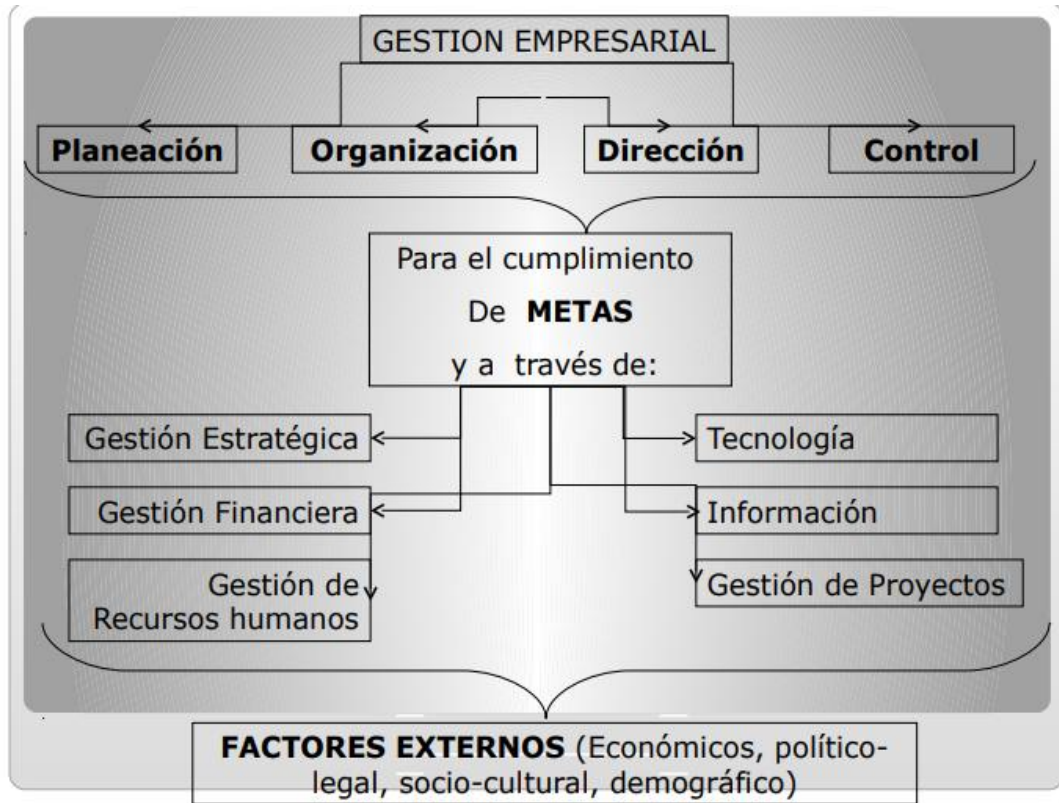 GESTION EMPRESARIAL
Planeación
Organización
Dirección
Control
Para el cumplimiento
De METAS
y a través de:
Gestión Estratégica
Tecnología
Gestión Financiera
Información
Gestión de
Recursos humanos
Gestión de Proyectos
FACTORES EXTERNOS (Económicos, político-
legal, socio-cultural, demográfico)